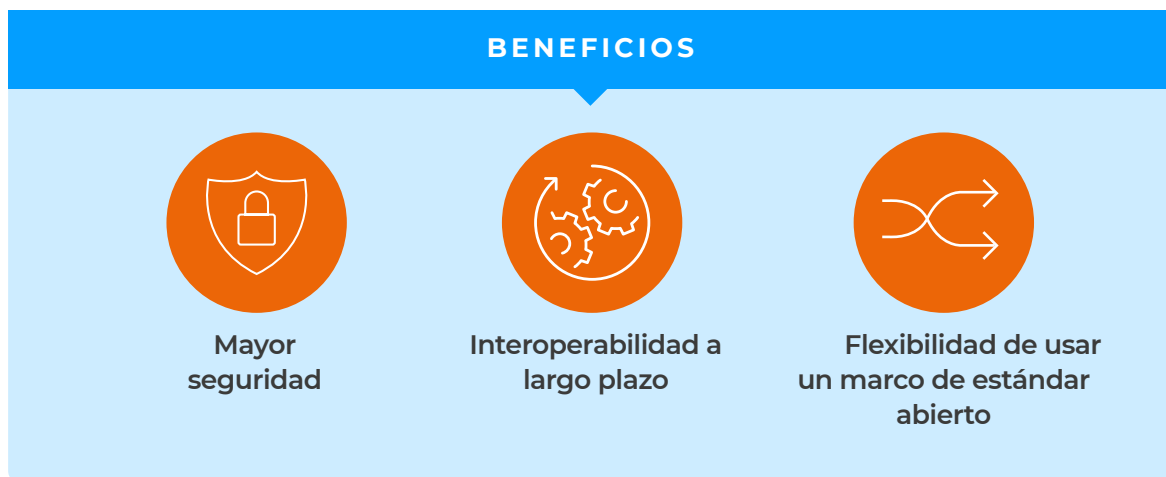 BENEFICIOS
Mayor
seguridad
Interoperabilidad a
largo plazo
Flexibilidad de usar
un marco de estándar
abierto